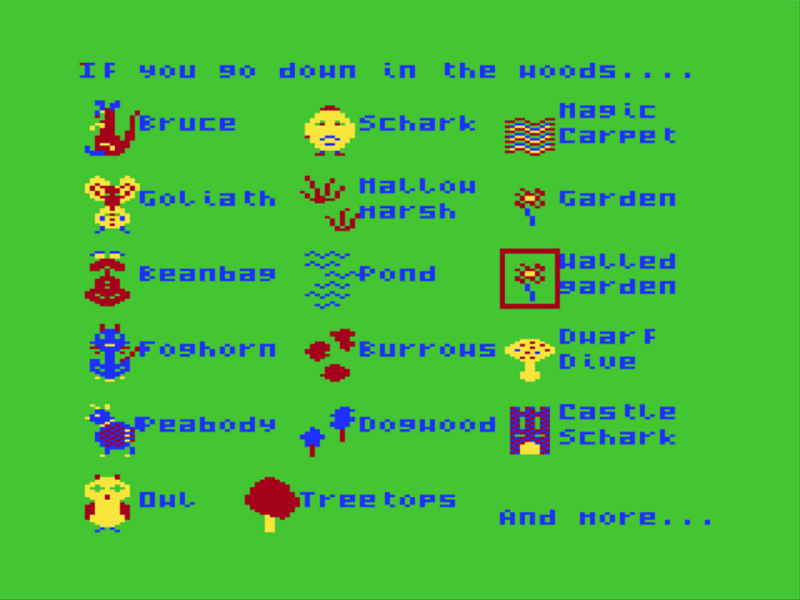 If you go down in the woods....
Bruce
Schark
Magic
Carpet
Goliath
Mallow
marsh
Garden
Beanbag
Pond
Walled
garden
Foghorn
Burrows
Dwarf
Dive
Peabody
Dogwood
Castle
Schark
Owl
Treetops
And more...